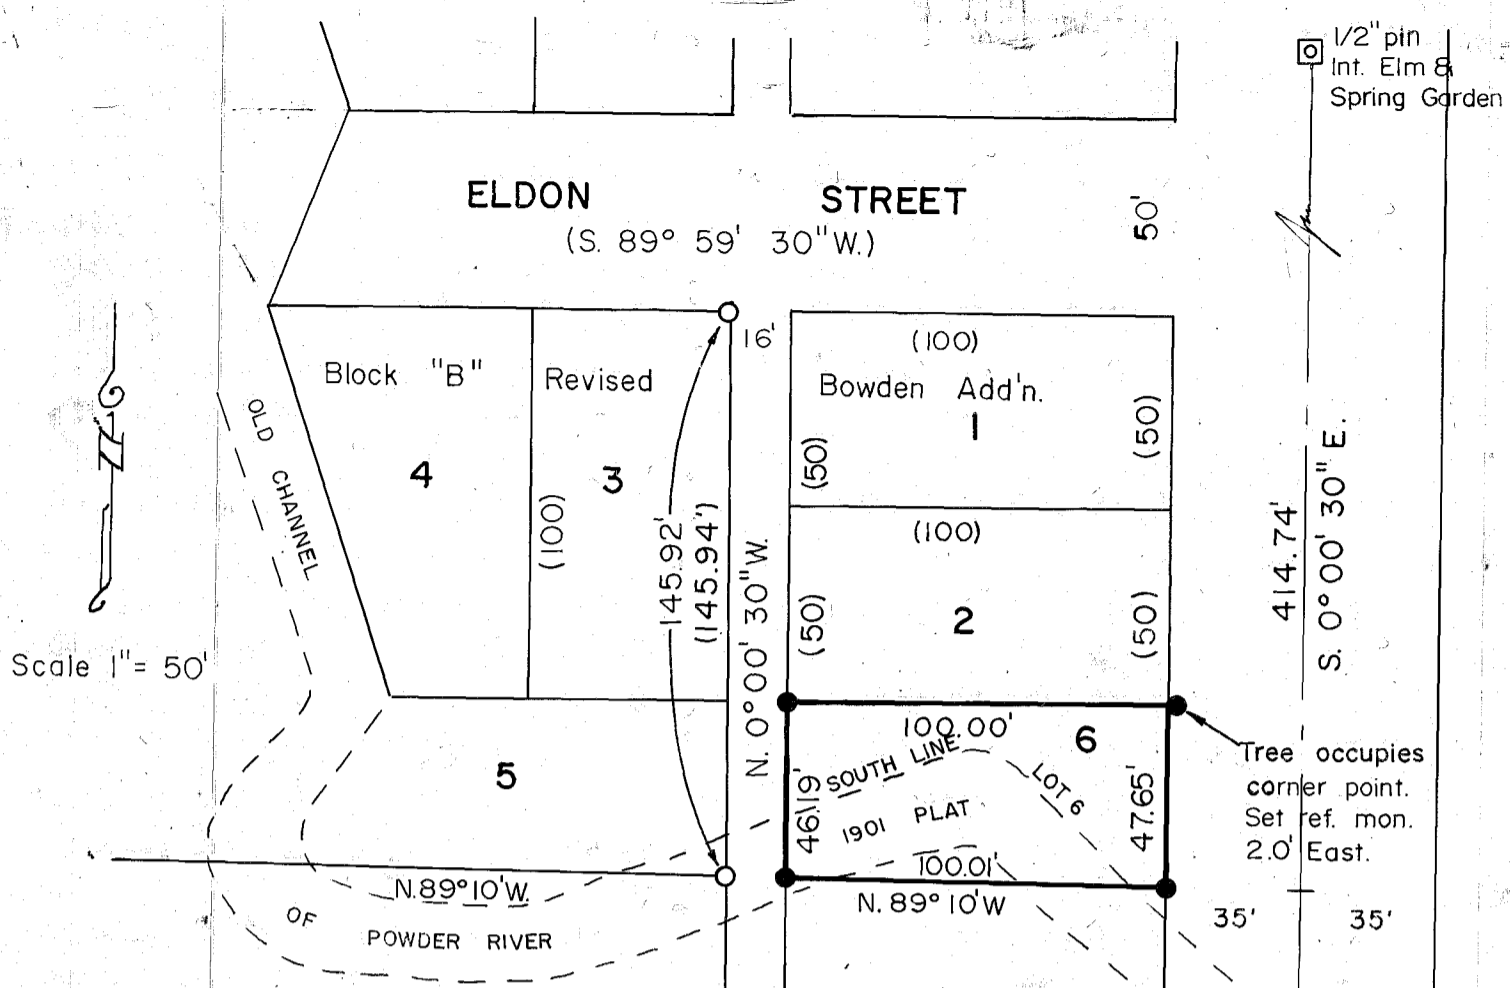 1/2" pin
Int. Elm &
Spring Garden
ELDON STREET
(S. 89° 59' 30"W.)
50'
16'
(100)
Block "B" Revised Bowden Add'n.
1
(50)
(50)
4
3
(100)
OLD CHANNEL
145.92'
(145.94')
N. 0° 00' 30"W.
(100)
2
(50)
(50)
414.74'
S. 0° 00' 30" E.
Scale 1" = 50'
100.00'
6
5
46.19'
SOUTH LINE LOT 6
1901 PLAT
47.65'
Tree occupies
corner point.
Set ref. mon.
2.0' East.
100.01'
N. 89° 10' W.
N. 89° 10' W
35'
35'
OF POWDER RIVER